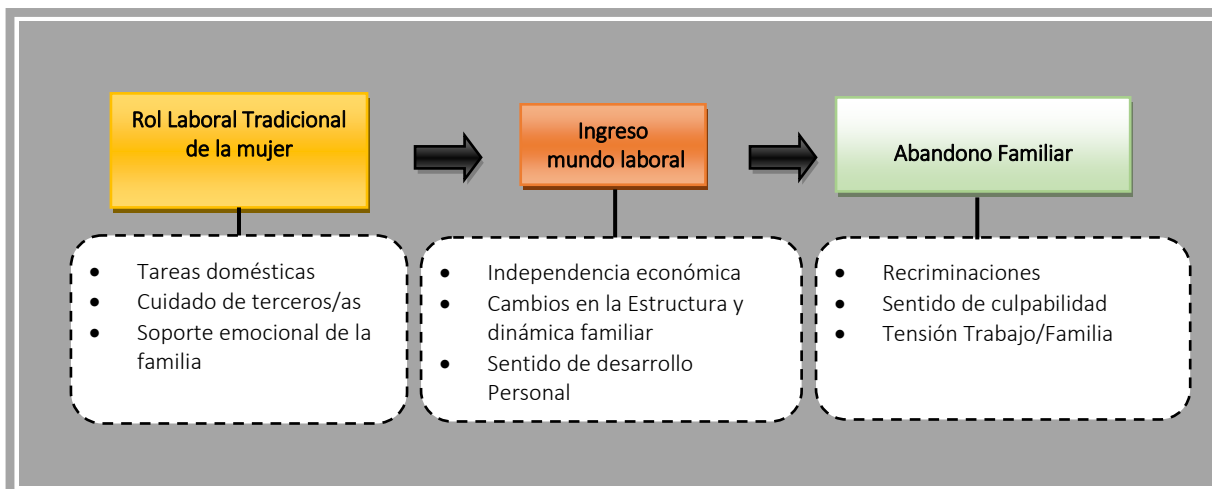 Rol Laboral Tradicional
de la mujer
Ingreso
mundo laboral
Abandono Familiar
• Tareas domésticas
• Cuidado de terceros/as
• Soporte emocional de la
familia
• Independencia económica
• Cambios en la Estructura y
dinámica familiar
• Sentido de desarrollo
Personal
• Recriminaciones
• Sentido de culpabilidad
• Tensión Trabajo/Familia